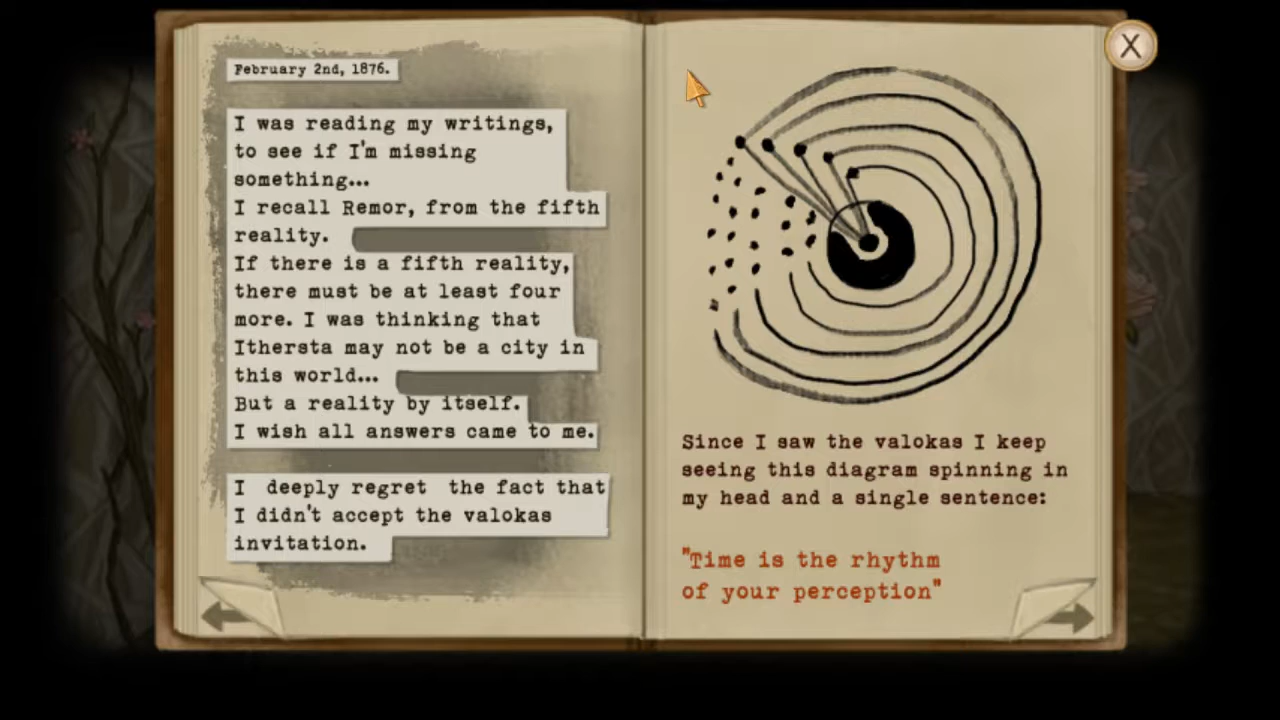 February 2nd, 1876.
I was reading my writings,
to see if I'm missing
something...
I recall Remor, from the fifth
reality.
If there is a fifth reality,
there must be at least four
more. I was thinking that
Ithersta may not be a city in
this world...
But a reality by itself.
I wish all answers came to me.
I deeply regret the fact that
I didn't accept the valokas
invitation.
Since I saw the valokas I keep
seeing this diagram spinning in
my head and a single sentence:
"Time is the rhythm
of your perception"
X